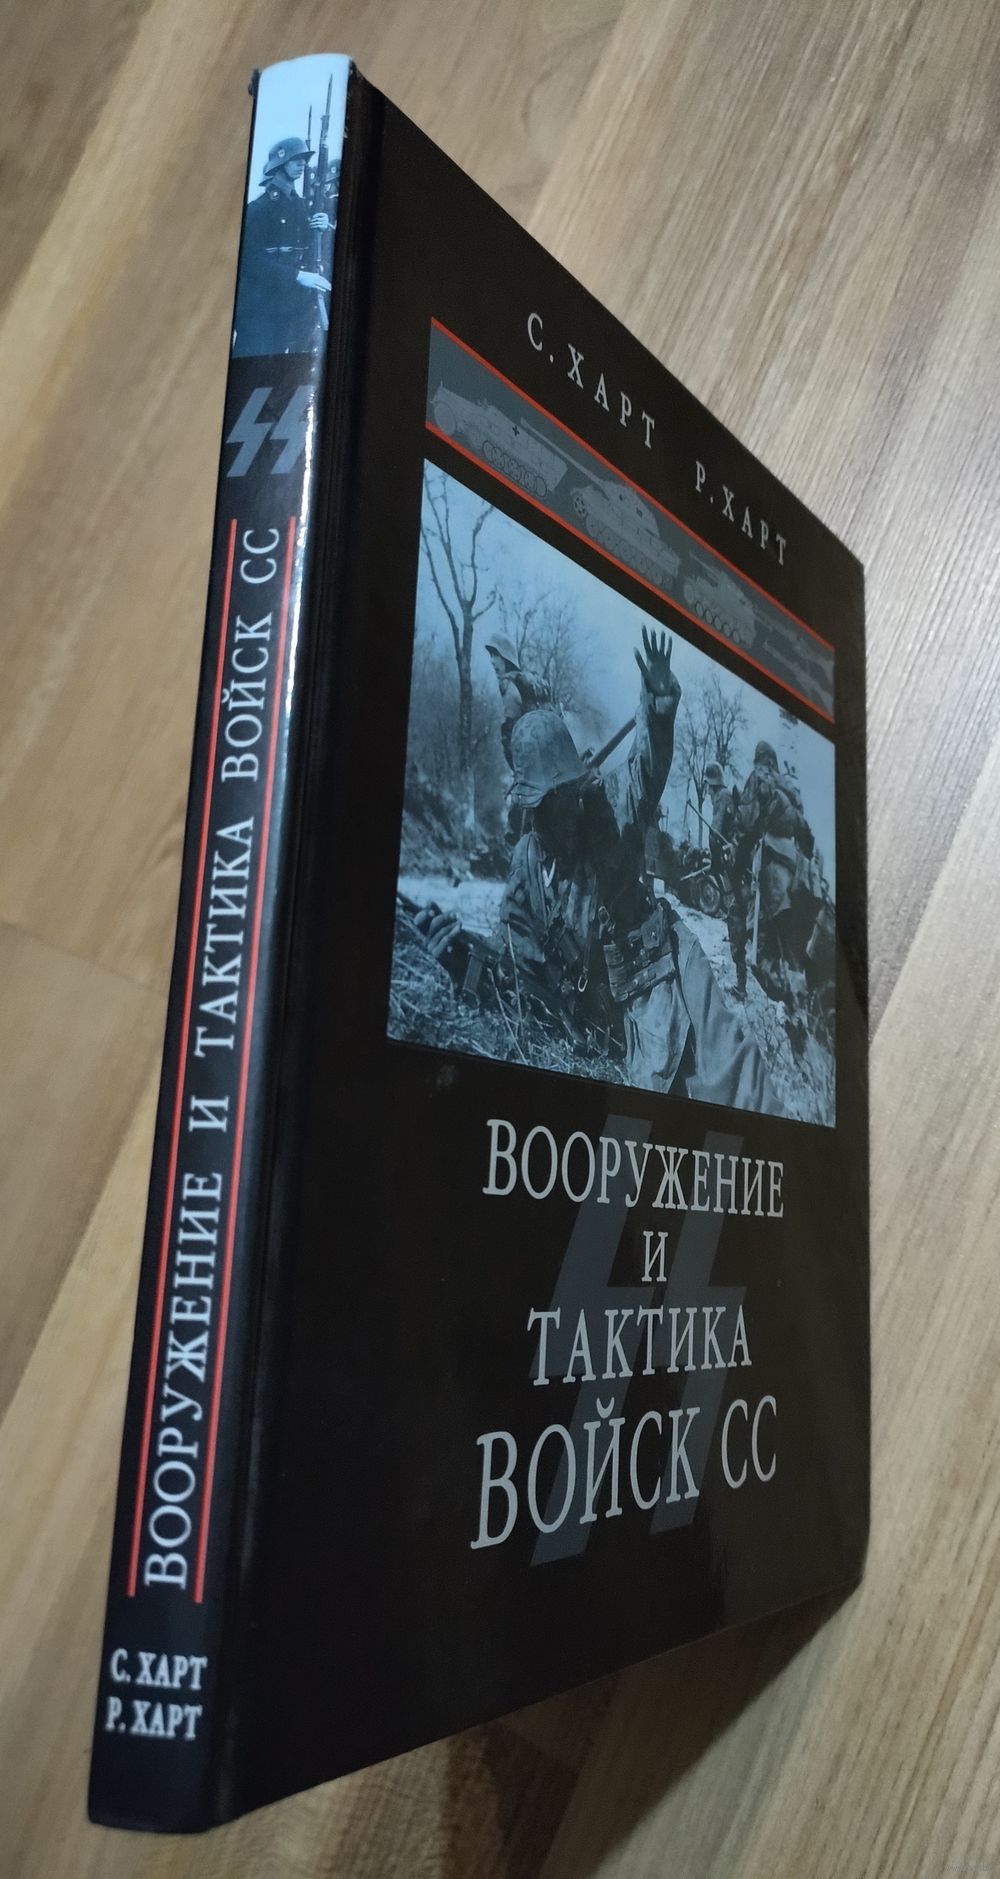 С. ХАРТ Р. ХАРТ
ВООРУЖЕНИЕ
И
ТАКТИКА
ВОЙСК СС
ВООРУЖЕНИЕ И ТАКТИКА ВОЙСК СС
С. ХАРТ
Р. ХАРТ